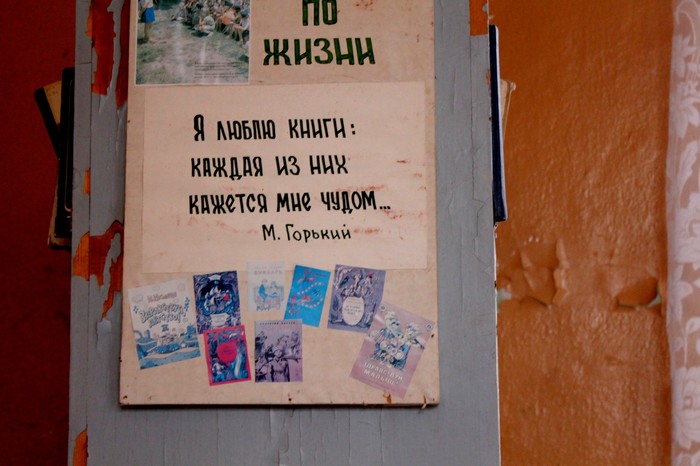 ПО
ЖИЗНИ
Я ЛЮБЛЮ КНИГИ:
КАЖДАЯ ИЗ НИХ
КАЖЕТСЯ МНЕ ЧУДОМ...
М. Горький